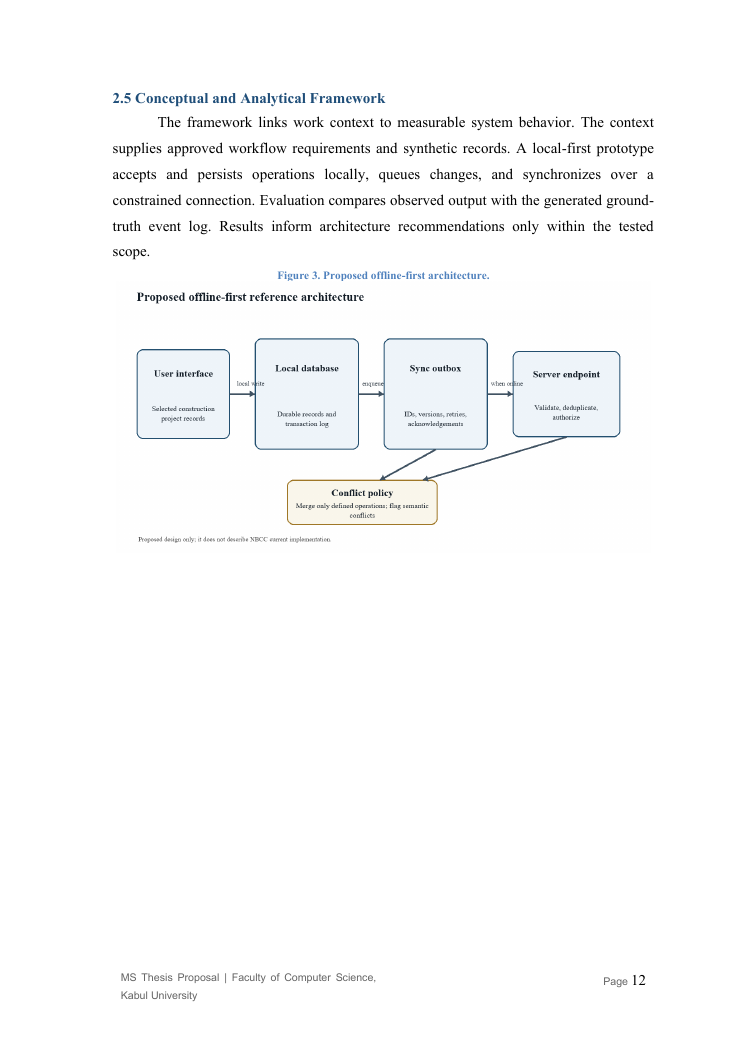 2.5 Conceptual and Analytical Framework
The framework links work context to measurable system behavior. The context
supplies approved workflow requirements and synthetic records. A local-first prototype
accepts and persists operations locally, queues changes, and synchronizes over a
constrained connection. Evaluation compares observed output with the generated ground-
truth event log. Results inform architecture recommendations only within the tested
scope.
Figure 3. Proposed offline-first architecture.
Proposed offline-first reference architecture
User interface
Selected construction
project records
local write
Local database
Durable records and
transaction log
enqueue
Sync outbox
IDs, versions, retries,
acknowledgements
when online
Server endpoint
Validate, deduplicate,
authorize
Conflict policy
Merge only defined operations; flag semantic
conflicts
Proposed design only; it does not describe NBCC current implementation.
MS Thesis Proposal | Faculty of Computer Science,
Kabul University
Page 12